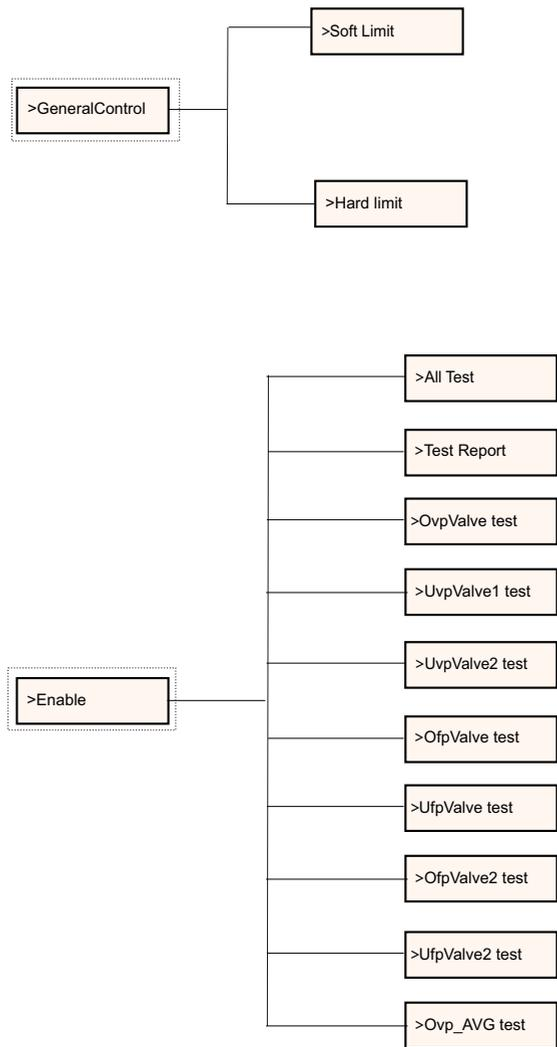 >Soft Limit
>GeneralControl
>Hard limit
>All Test
>Test Report
>OvpValve test
>UvpValve1 test
>UvpValve2 test
>Enable
>OfpValve test
>UfpValve test
>OfpValve2 test
>UfpValve2 test
>Ovp_AVG test